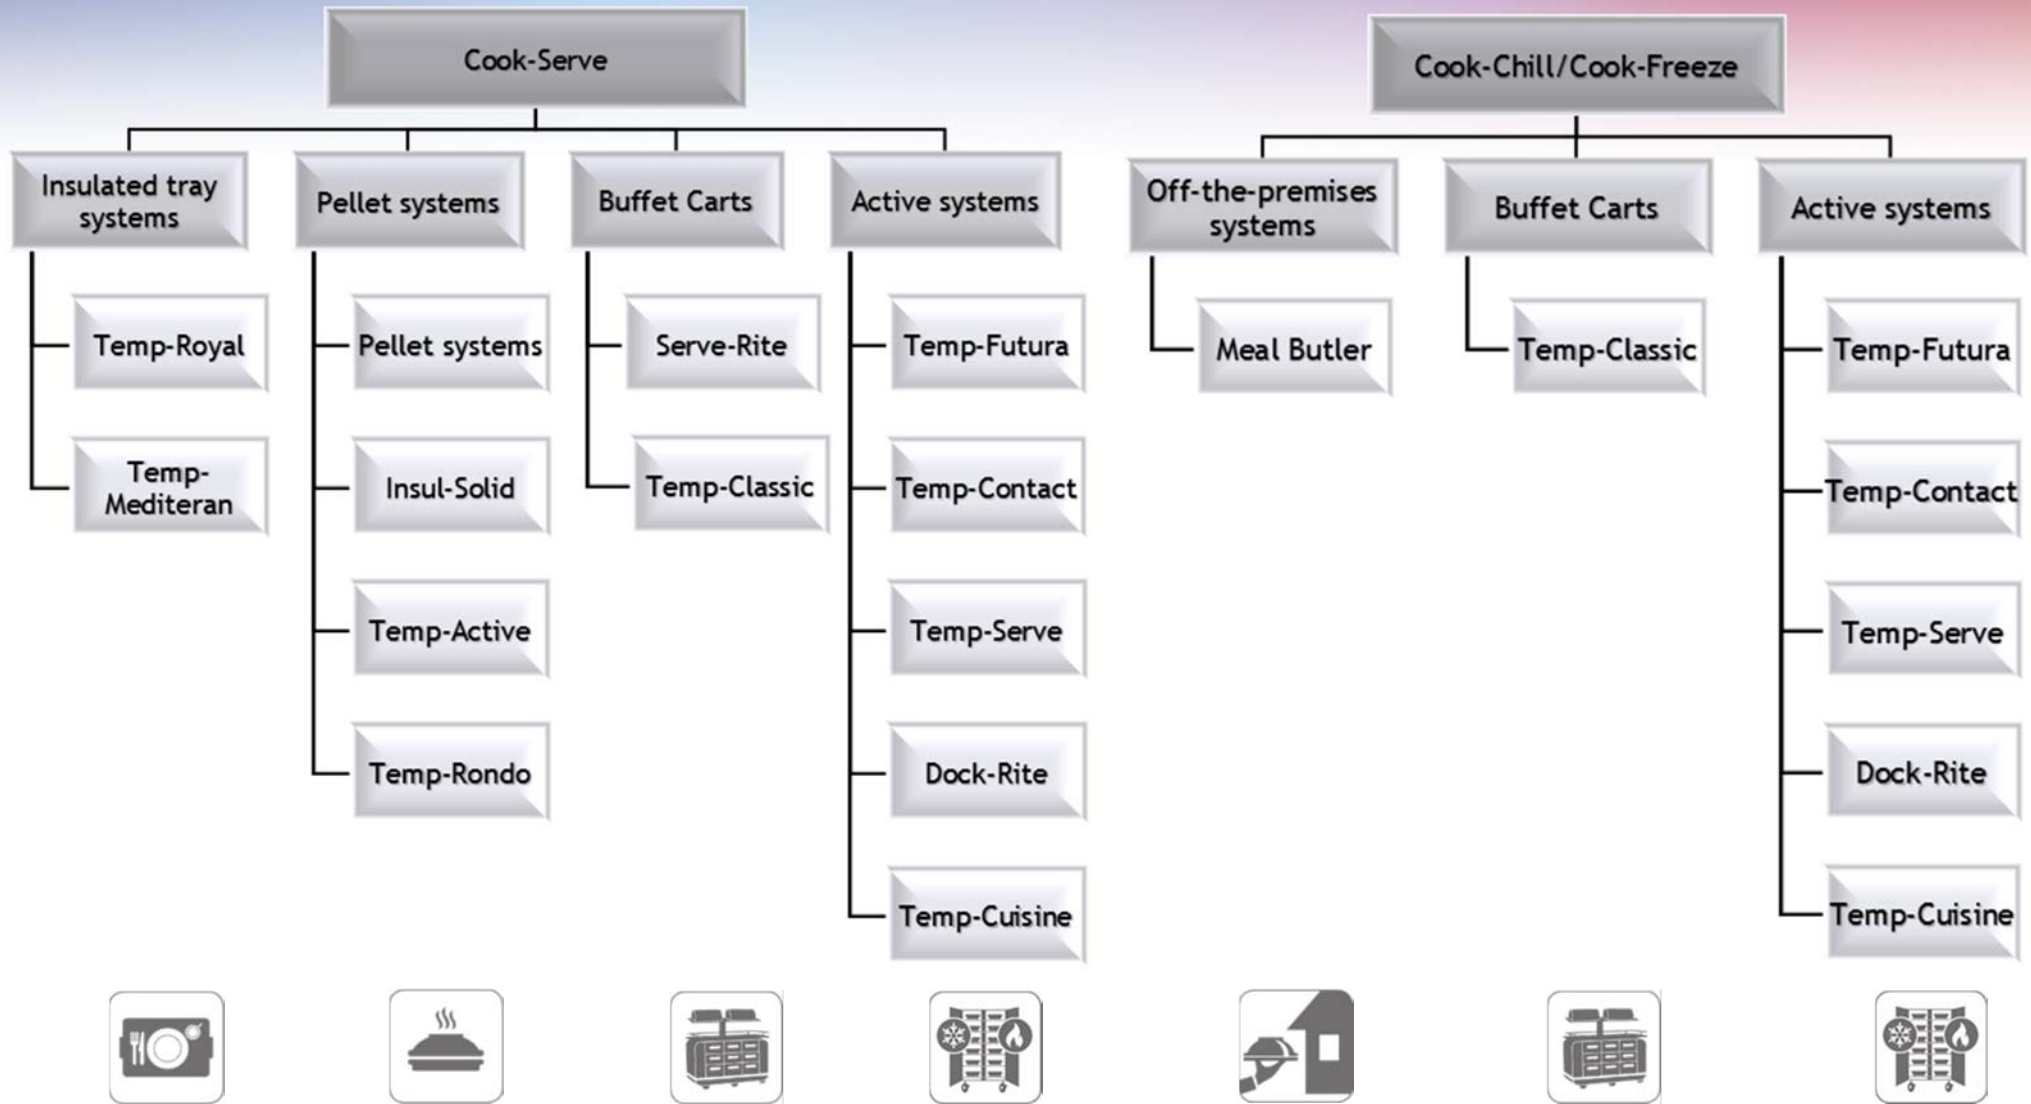 Cook-Serve
Insulated tray
systems
Temp-Royal
Temp-
Mediteran
Pellet systems
Pellet systems
Insul-Solid
Temp-Active
Temp-Rondo
Buffet Carts
Serve-Rite
Temp-Classic
Active systems
Temp-Futura
Temp-Contact
Temp-Serve
Dock-Rite
Temp-Cuisine
Cook-Chill/Cook-Freeze
Off-the-premises
systems
Meal Butler
Buffet Carts
Temp-Classic
Active systems
Temp-Futura
Temp-Contact
Temp-Serve
Dock-Rite
Temp-Cuisine